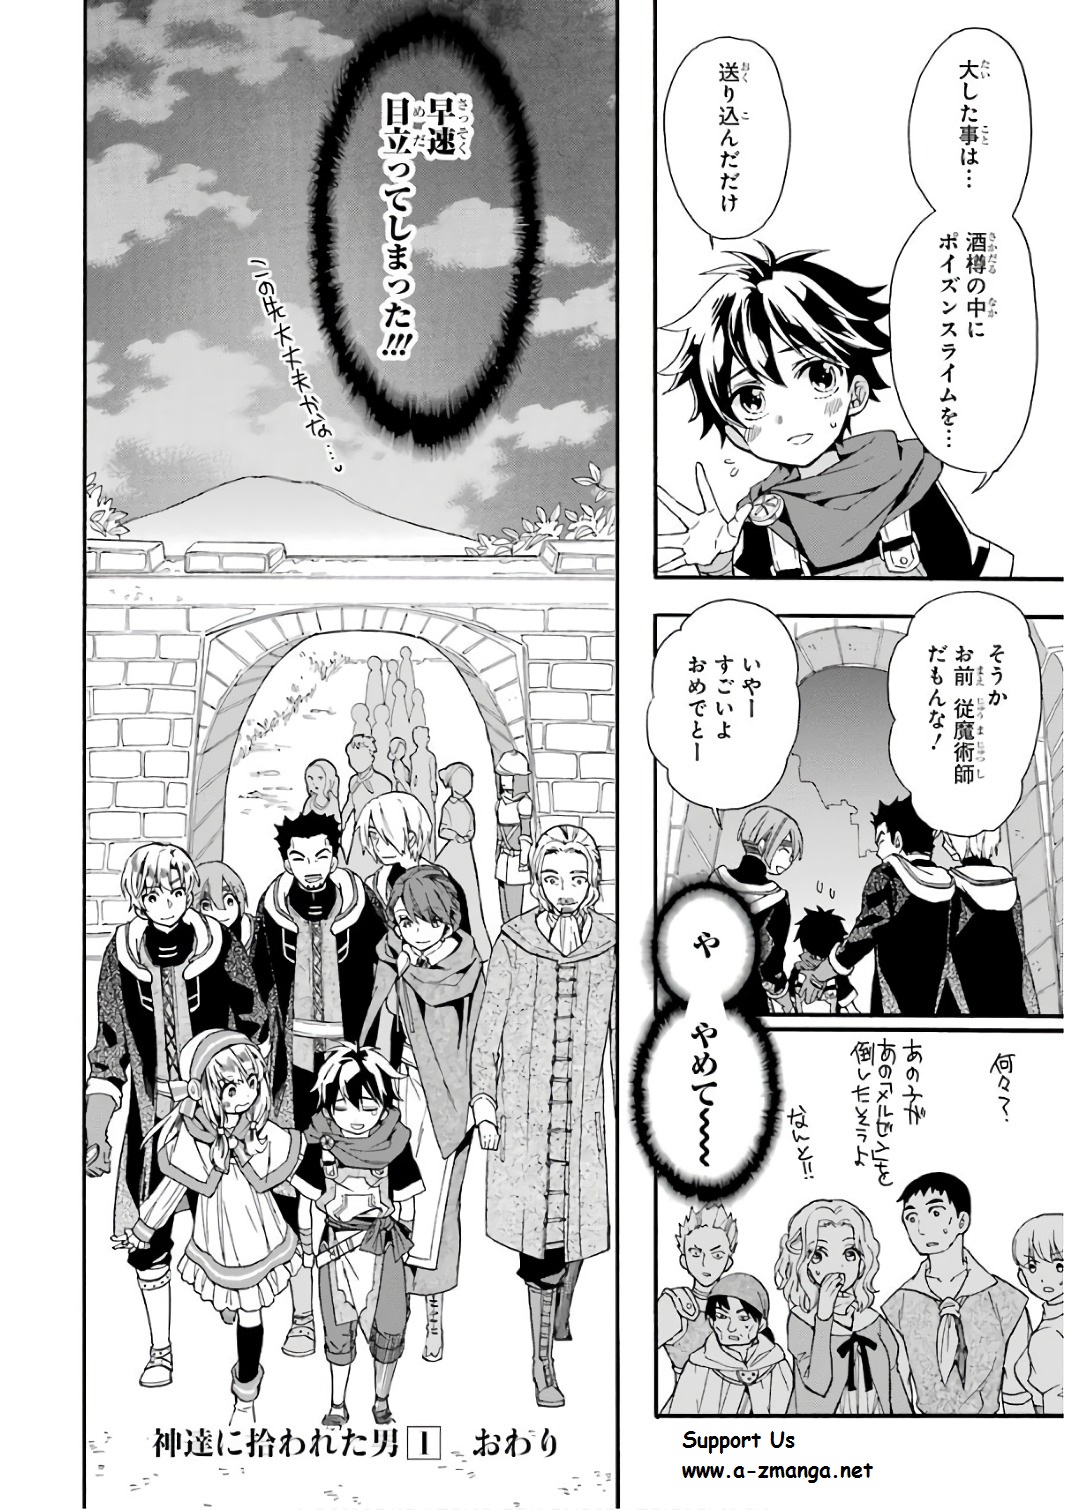 大した事は…
酒樽の中に
ポイズンスライムを…
送り込んだだけ
そうか
お前 従魔術師
だもんな!
いやー
すごいよ
おめでとー
や
やめて〜〜〜
何々？
あの子が
あの「メルゼン」を
倒したそうよ
なんと!!
早速
目立ってしまった!!!
この先大丈夫かな…
神達に拾われた男 1 おわり
Support Us
www.a-zmanga.net